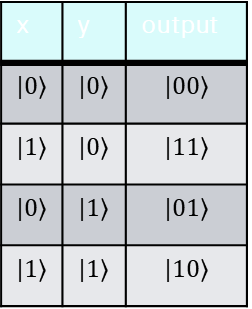 x y output
|0⟩ |0⟩ |00⟩
|1⟩ |0⟩ |11⟩
|0⟩ |1⟩ |01⟩
|1⟩ |1⟩ |10⟩